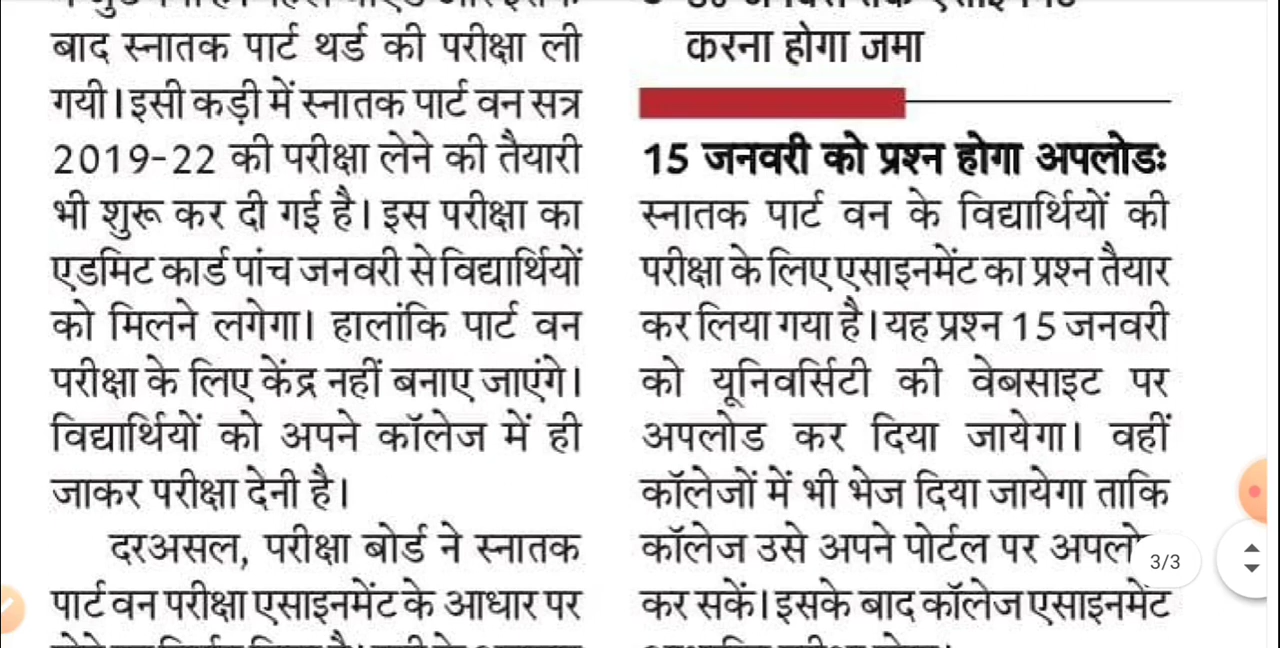 बाद स्नातक पार्ट थर्ड की परीक्षा ली
गयी। इसी कड़ी में स्नातक पार्ट वन सत्र
2019-22 की परीक्षा लेने की तैयारी
भी शुरू कर दी गई है। इस परीक्षा का
एडमिट कार्ड पांच जनवरी से विद्यार्थियों
को मिलने लगेगा। हालांकि पार्ट वन
परीक्षा के लिए केंद्र नहीं बनाए जाएंगे।
विद्यार्थियों को अपने कॉलेज में ही
जाकर परीक्षा देनी है।
दरअसल, परीक्षा बोर्ड ने स्नातक
पार्ट वन परीक्षा एसाइनमेंट के आधार पर
करना होगा जमा
15 जनवरी को प्रश्न होगा अपलोडः
स्नातक पार्ट वन के विद्यार्थियों की
परीक्षा के लिए एसाइनमेंट का प्रश्न तैयार
कर लिया गया है। यह प्रश्न 15 जनवरी
को यूनिवर्सिटी की वेबसाइट पर
अपलोड कर दिया जायेगा। वहीं
कॉलेजों में भी भेज दिया जायेगा ताकि
कॉलेज उसे अपने पोर्टल पर
कर सकें। इसके बाद कॉलेज एसाइनमेंट
3/3